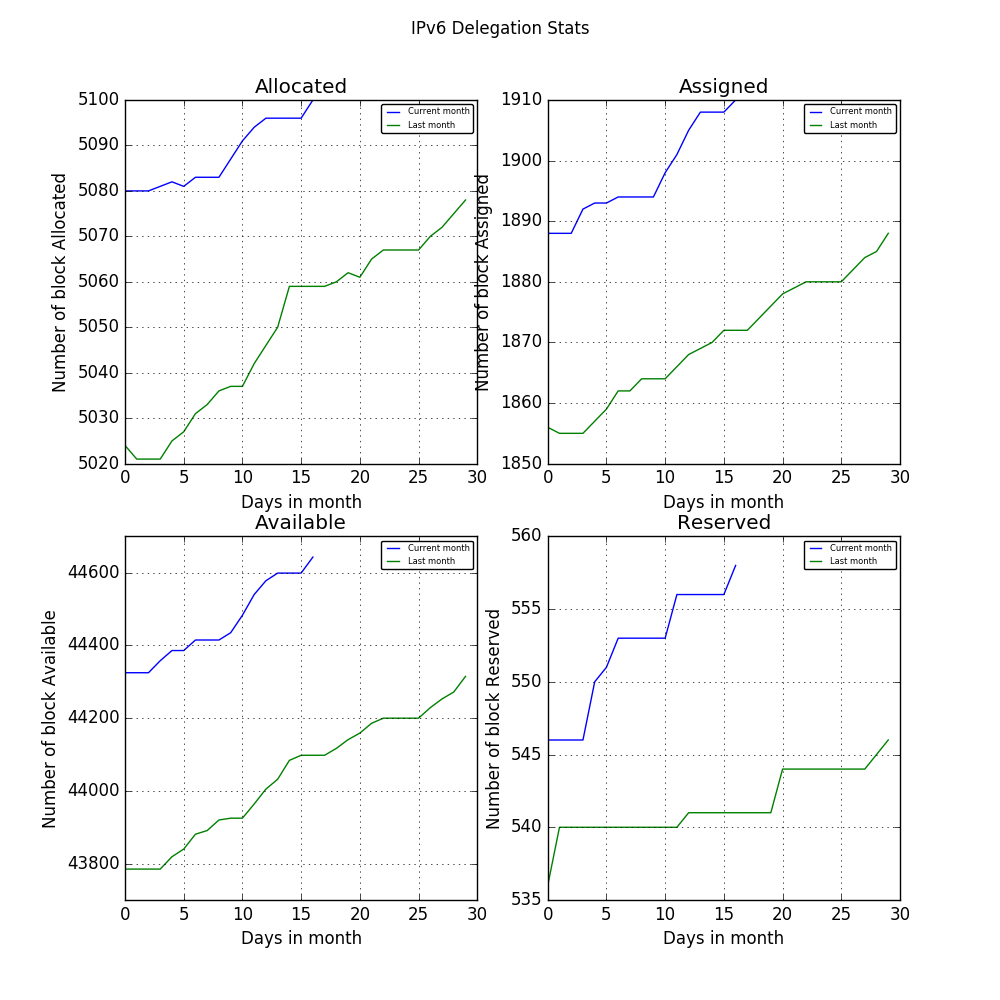 IPv6 Delegation Stats
Allocated
Number of block Allocated
5100
5090
5080
5070
5060
5050
5040
5030
5020
Current month
Last month
0 5 10 15 20 25 30
Days in month
Assigned
Number of block Assigned
1910
1900
1890
1880
1870
1860
1850
Current month
Last month
0 5 10 15 20 25 30
Days in month
Available
Number of block Available
44600
44400
44200
44000
43800
Current month
Last month
0 5 10 15 20 25 30
Days in month
Reserved
Number of block Reserved
560
555
550
545
540
535
Current month
Last month
0 5 10 15 20 25 30
Days in month